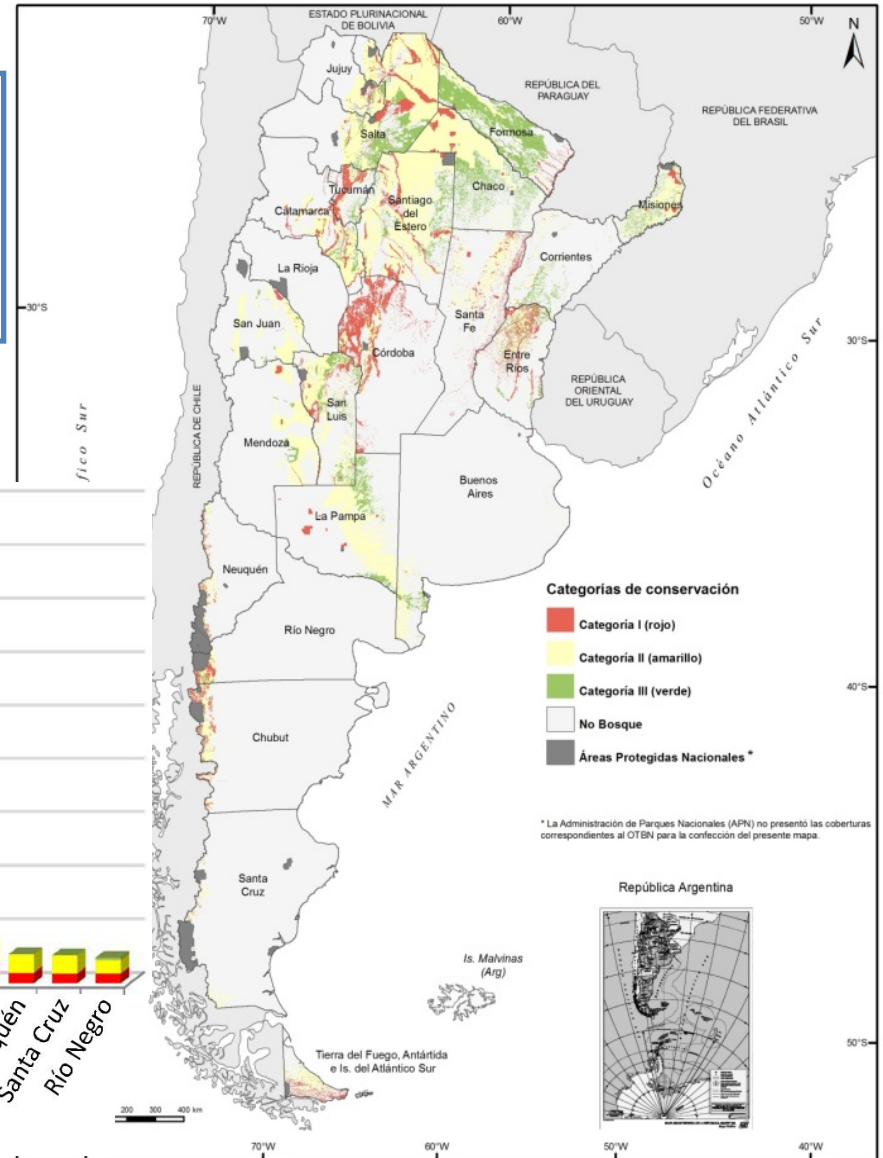 70°W
60°W
50°W
ESTADO PLURINACIONAL
DE BOLIVIA
N
Jujuy
REPÚBLICA DEL
PARAGUAY
REPÚBLICA FEDERATIVA
DEL BRASIL
Salta
Formosa
Chaco
Tucumán
Santiago
del
Estero
Catamarca
Misiones
Corrientes
La Rioja
30°S
30°S
San Juan
Santa
Fe
Córdoba
Entre
Ríos
REPÚBLICA
ORIENTAL
DEL URUGUAY
Océano Atlántico Sur
San
Luis
REPÚBLICA DE CHILE
fico Sur
Mendoza
Buenos
Aires
La Pampa
Neuquén
Río Negro
Categorías de conservación
Categoría I (rojo)
Categoría II (amarillo)
Categoría III (verde)
No Bosque
Áreas Protegidas Nacionales *
40°S
Chubut
MAR ARGENTINO
* La Administración de Parques Nacionales (APN) no presentó las coberturas
correspondientes al OTBN para la confección del presente mapa.
Santa
Cruz
República Argentina
Is. Malvinas
(Arg)
quén
Santa Cruz
Río Negro
50°S
Tierra del Fuego, Antártida
e Is. del Atlántico Sur
200 300 400 km
70°W
60°W
50°W
40°W